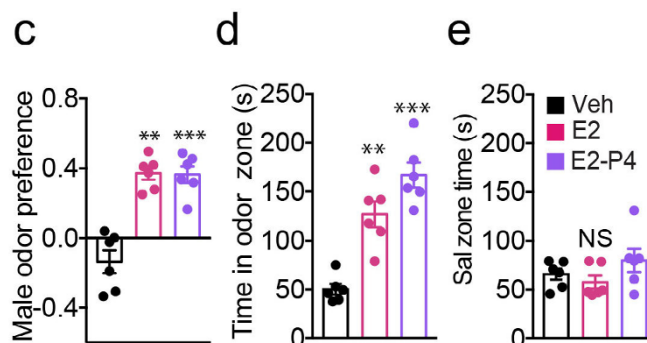 c
Male odor preference
0.8
0.4
0.0
-0.4
**
***
d
Time in odor zone (s)
250
200
150
100
50
0
**
***
e
Sal zone time (s)
250
200
150
100
50
0
Veh
E2
E2-P4
NS